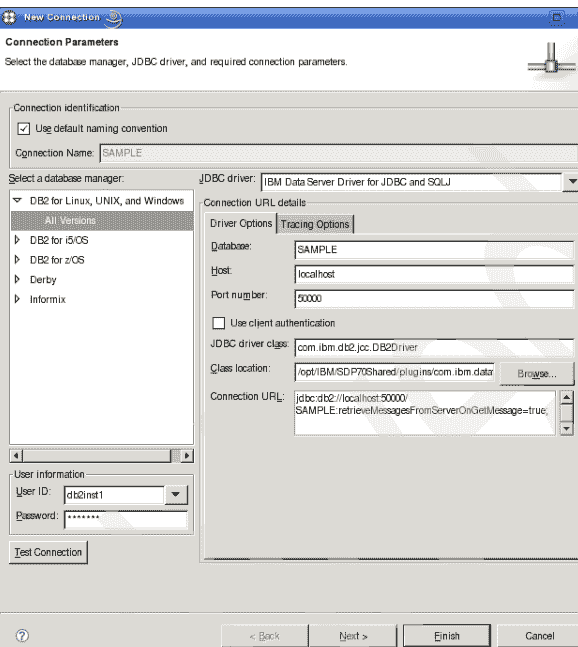 New Connection
Connection Parameters
Select the database manager, JDBC driver, and required connection parameters.
Connection identification
Use default naming convention
Connection Name: SAMPLE
Select a database manager:
DB2 for Linux, UNIX, and Windows
All Versions
DB2 for i5/OS
DB2 for z/OS
Derby
Informix
JDBC driver: IBM Data Server Driver for JDBC and SQLJ
Connection URL details
Driver Options Tracing Options
Database: SAMPLE
Host: localhost
Port number: 50000
Use client authentication
JDBC driver class: com.ibm.db2.jcc.DB2Driver
Class location: /opt/IBM/SDP70Shared/plugins/com.ibm.data Browse...
Connection URL: jdbc:db2://localhost:50000/
SAMPLE:retrieveMessagesFromServerOnGetMessage=true;
User information
User ID: db2inst1
Password: *******
Test Connection
< Back Next > Finish Cancel